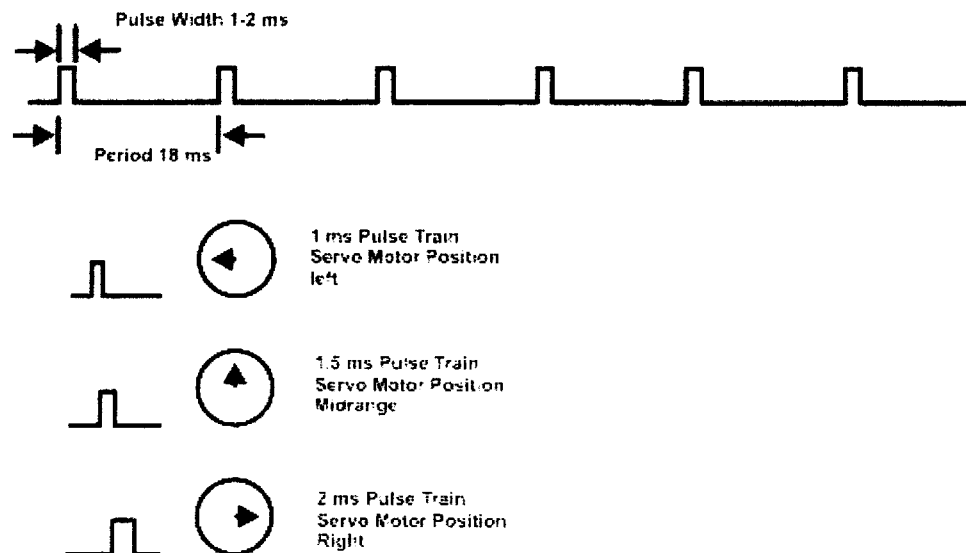 Pulse Width 1-2 ms
Period 18 ms
1 ms Pulse Train
Servo Motor Position
left
1.5 ms Pulse Train
Servo Motor Position
Midrange
2 ms Pulse Train
Servo Motor Position
Right